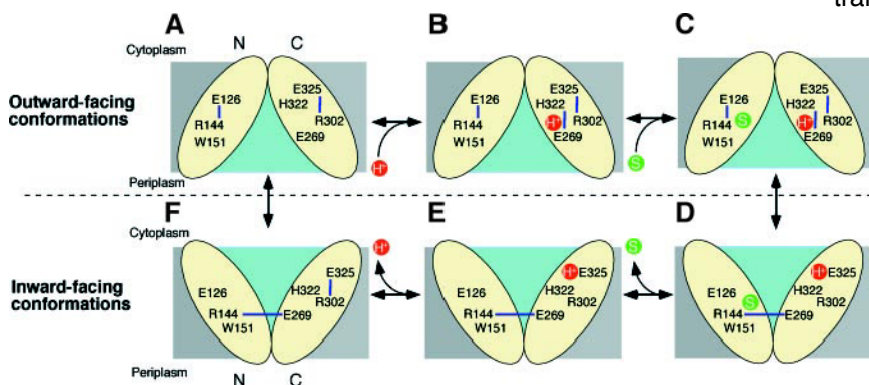 trar
A N C
B
C
Cytoplasm
Outward-facing
conformations
E126
R144
W151
E325
H322
R302
E269
H⁺
E126
R144
W151
E325
H322
H⁺
R302
E269
S
E126
R144 S
W151
E325
H322
H⁺
R302
E269
Periplasm
F
E
D
Cytoplasm
Inward-facing
conformations
E126
R144
W151
E325
H322
R302
E269
H⁺
E126
R144
W151
H⁺ E325
H322
R302
E269
S
E126
S
R144
W151
H⁺ E325
H322
R302
E269
Periplasm
N C